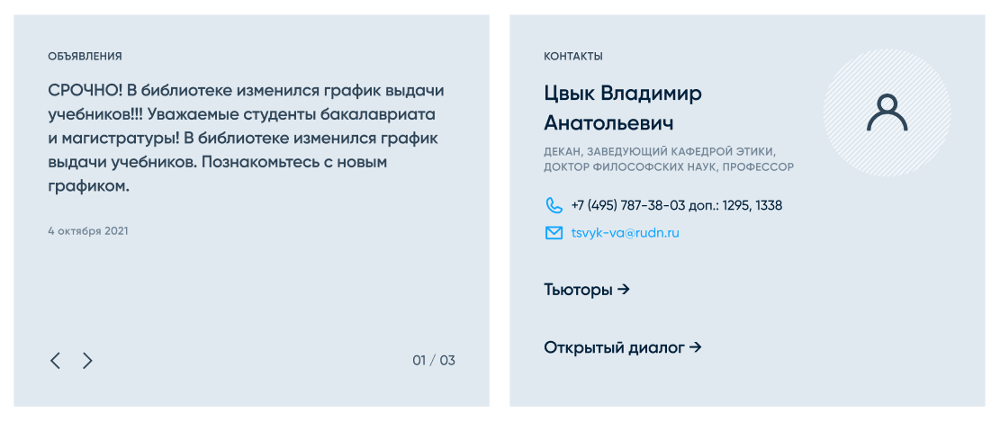 ОБЪЯВЛЕНИЯ
СРОЧНО! В библиотеке изменился график выдачи
учебников!!! Уважаемые студенты бакалавриата
и магистратуры! В библиотеке изменился график
выдачи учебников. Познакомьтесь с новым
графиком.
4 октября 2021
01 / 03
КОНТАКТЫ
Цвык Владимир
Анатольевич
ДЕКАН, ЗАВЕДУЮЩИЙ КАФЕДРОЙ ЭТИКИ,
ДОКТОР ФИЛОСОФСКИХ НАУК, ПРОФЕССОР
+7 (495) 787-38-03 доп.: 1295, 1338
tsvyk-va@rudn.ru
Тьюторы →
Открытый диалог →